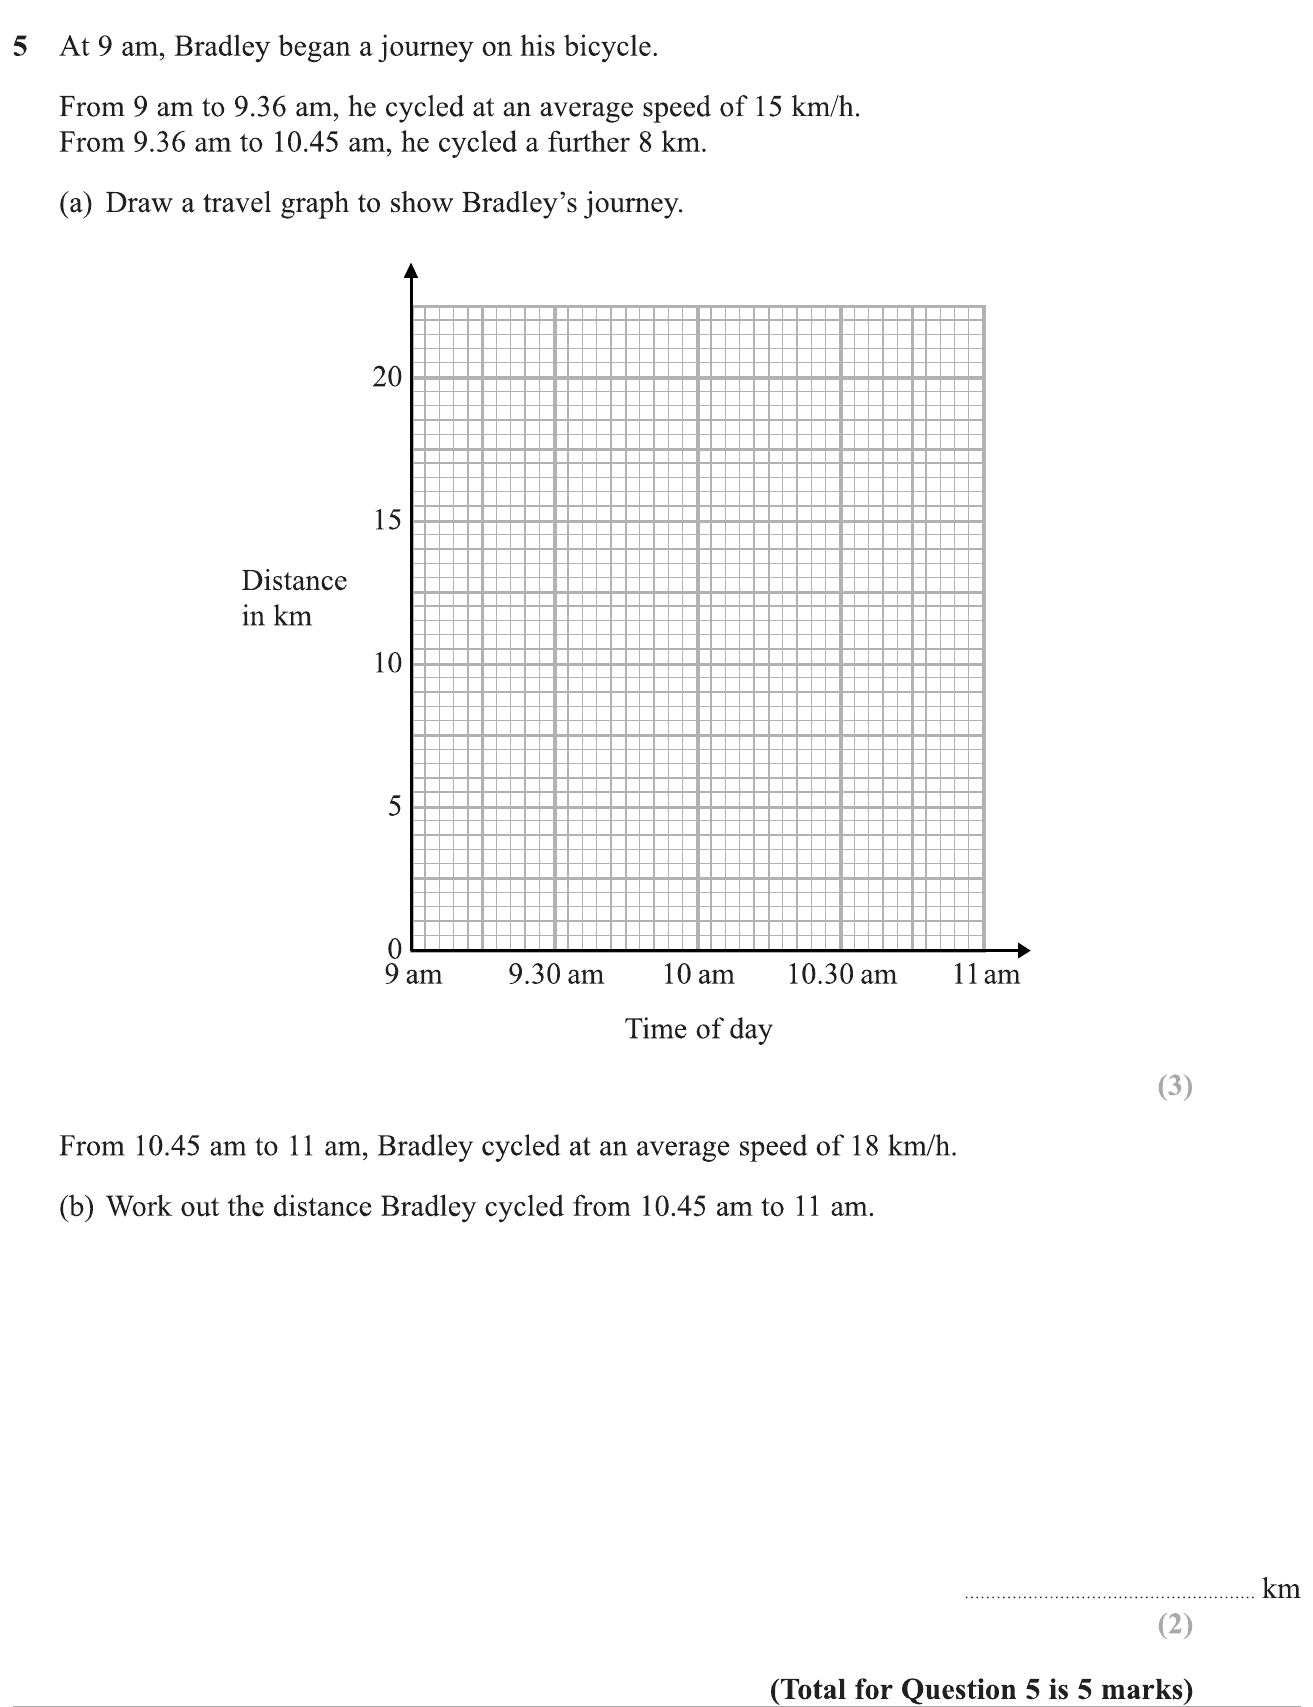 5 At 9 am, Bradley began a journey on his bicycle.
From 9 am to 9.36 am, he cycled at an average speed of 15 km/h.
From 9.36 am to 10.45 am, he cycled a further 8 km.
(a) Draw a travel graph to show Bradley’s journey.
20
15
Distance
in km
10
5
0
9 am 9.30 am 10 am 10.30 am 11 am
Time of day
(3)
From 10.45 am to 11 am, Bradley cycled at an average speed of 18 km/h.
(b) Work out the distance Bradley cycled from 10.45 am to 11 am.
...................................................... km
(2)
(Total for Question 5 is 5 marks)